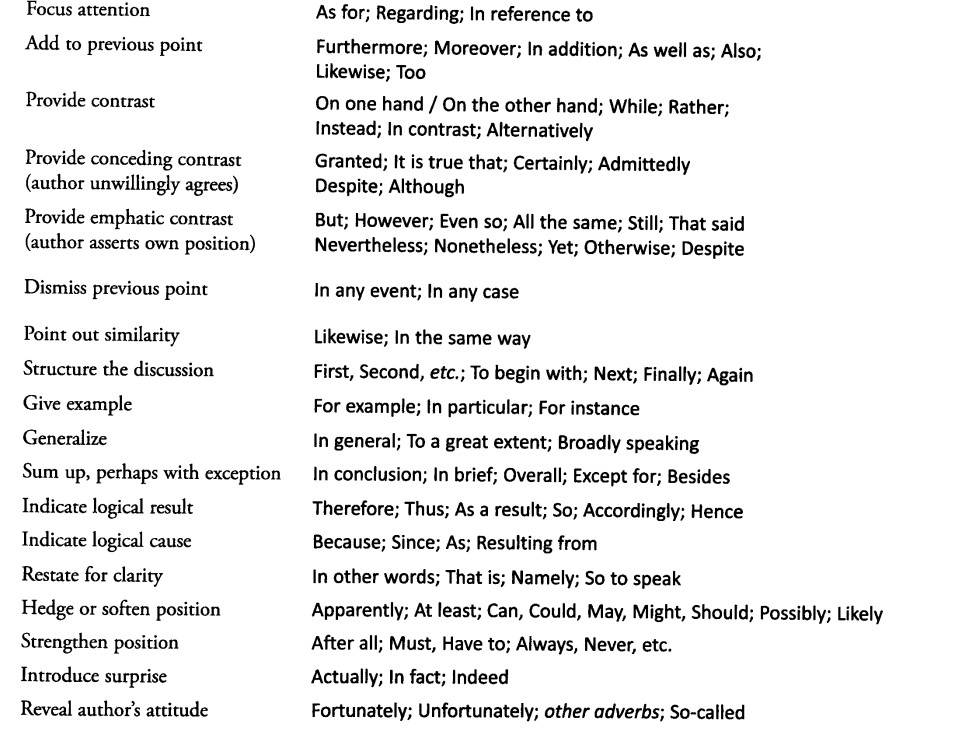 Focus attention As for; Regarding; In reference to
Add to previous point Furthermore; Moreover; In addition; As well as; Also;
Likewise; Too
Provide contrast On one hand / On the other hand; While; Rather;
Instead; In contrast; Alternatively
Provide conceding contrast Granted; It is true that; Certainly; Admittedly
(author unwillingly agrees) Despite; Although
Provide emphatic contrast But; However; Even so; All the same; Still; That said
(author asserts own position) Nevertheless; Nonetheless; Yet; Otherwise; Despite
Dismiss previous point In any event; In any case
Point out similarity Likewise; In the same way
Structure the discussion First, Second, etc.; To begin with; Next; Finally; Again
Give example For example; In particular; For instance
Generalize In general; To a great extent; Broadly speaking
Sum up, perhaps with exception In conclusion; In brief; Overall; Except for; Besides
Indicate logical result Therefore; Thus; As a result; So; Accordingly; Hence
Indicate logical cause Because; Since; As; Resulting from
Restate for clarity In other words; That is; Namely; So to speak
Hedge or soften position Apparently; At least; Can, Could, May, Might, Should; Possibly; Likely
Strengthen position After all; Must, Have to; Always, Never, etc.
Introduce surprise Actually; In fact; Indeed
Reveal author's attitude Fortunately; Unfortunately; other adverbs; So-called